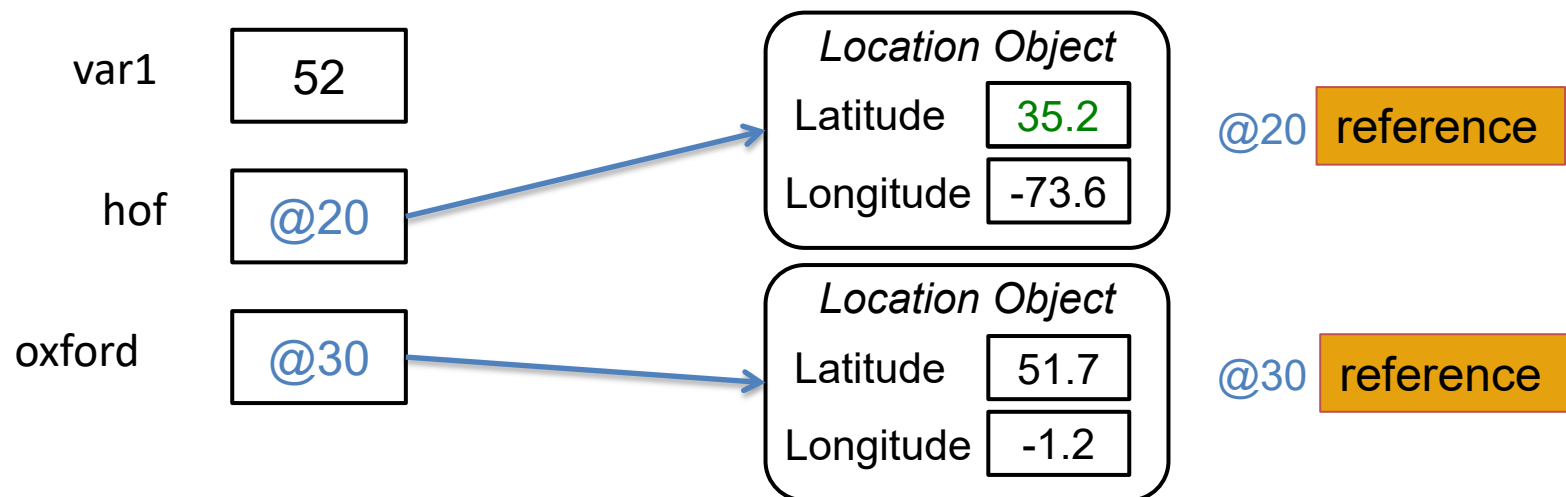 var1 52
hof @20
oxford @30
Location Object
Latitude 35.2
Longitude -73.6
@20 reference
Location Object
Latitude 51.7
Longitude -1.2
@30 reference